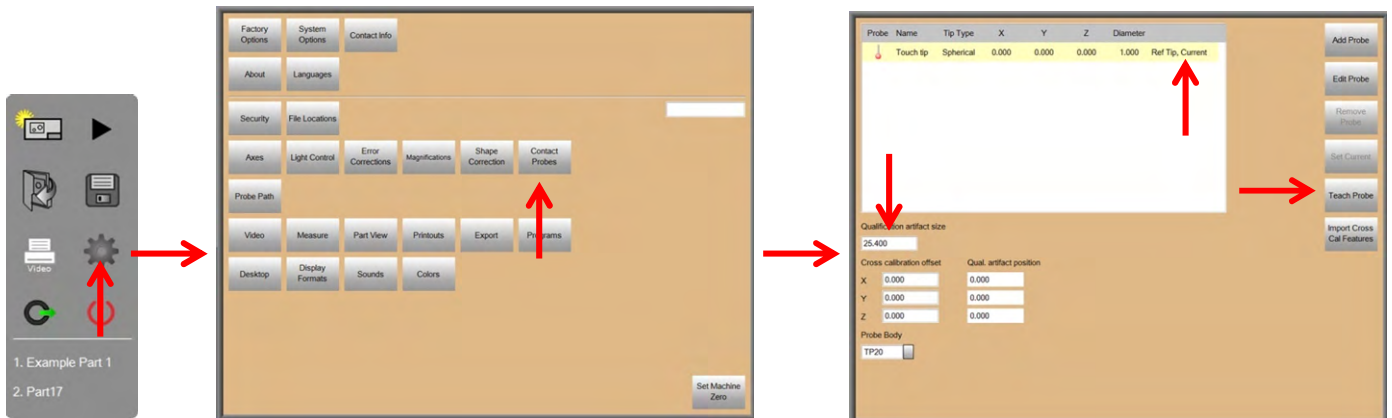 Video
1. Example Part 1
2. Part17
Factory Options
System Options
Contact Info
About
Languages
Security
File Locations
Axes
Light Control
Error Corrections
Magnifications
Shape Correction
Contact Probes
Probe Path
Video
Measure
Part View
Printouts
Export
Programs
Desktop
Display Formats
Sounds
Colors
Set Machine Zero
Probe Name Tip Type X Y Z Diameter
Touch tip Spherical 0.000 0.000 0.000 1.000 Ref Tip, Current
Add Probe
Edit Probe
Remove Probe
Set Current
Teach Probe
Import Cross Cal Features
Qualification artifact size
25.400
Cross calibration offset Qual. artifact position
X 0.000 0.000
Y 0.000 0.000
Z 0.000 0.000
Probe Body
TP20